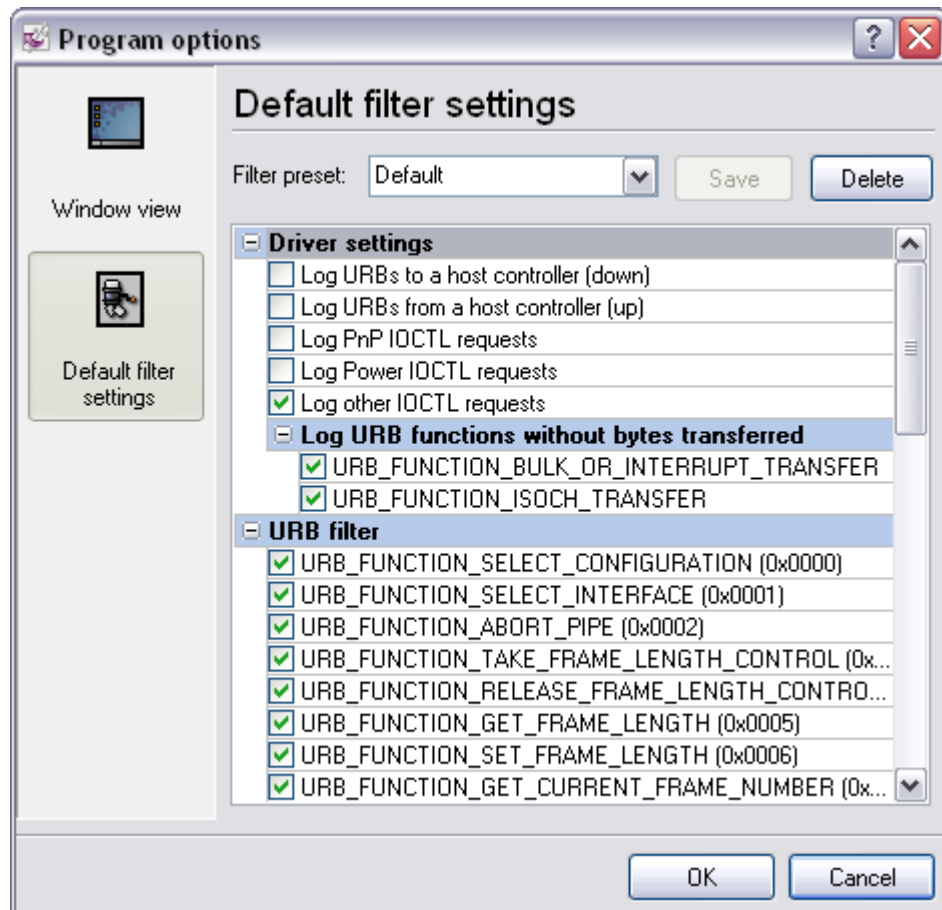 Program options
Default filter settings
Window view
Default filter
settings
Filter preset: Default Save Delete
Driver settings
Log URBs to a host controller (down)
Log URBs from a host controller (up)
Log PnP IOCTL requests
Log Power IOCTL requests
Log other IOCTL requests
Log URB functions without bytes transferred
URB_FUNCTION_BULK_OR_INTERRUPT_TRANSFER
URB_FUNCTION_ISOCH_TRANSFER
URB filter
URB_FUNCTION_SELECT_CONFIGURATION (0x0000)
URB_FUNCTION_SELECT_INTERFACE (0x0001)
URB_FUNCTION_ABORT_PIPE (0x0002)
URB_FUNCTION_TAKE_FRAME_LENGTH_CONTROL (0x...
URB_FUNCTION_RELEASE_FRAME_LENGTH_CONTRO...
URB_FUNCTION_GET_FRAME_LENGTH (0x0005)
URB_FUNCTION_SET_FRAME_LENGTH (0x0006)
URB_FUNCTION_GET_CURRENT_FRAME_NUMBER (0x...
OK Cancel